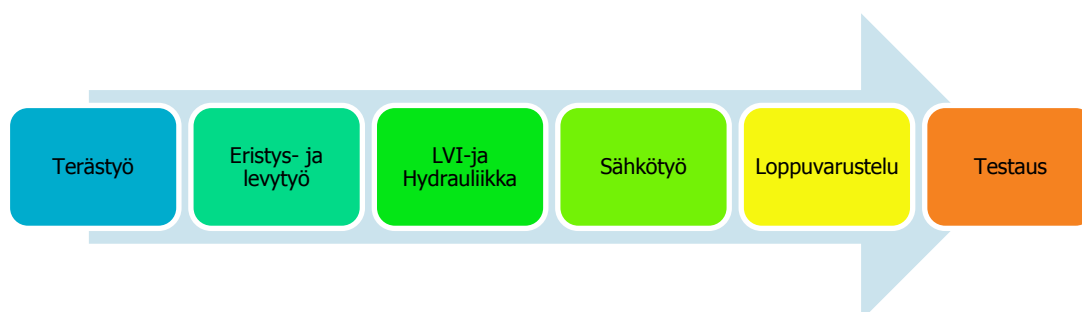 Terästyö
Eristys- ja
levytyö
LVI-ja
Hydrauliikka
Sähkötyö
Loppuvarustelu
Testaus